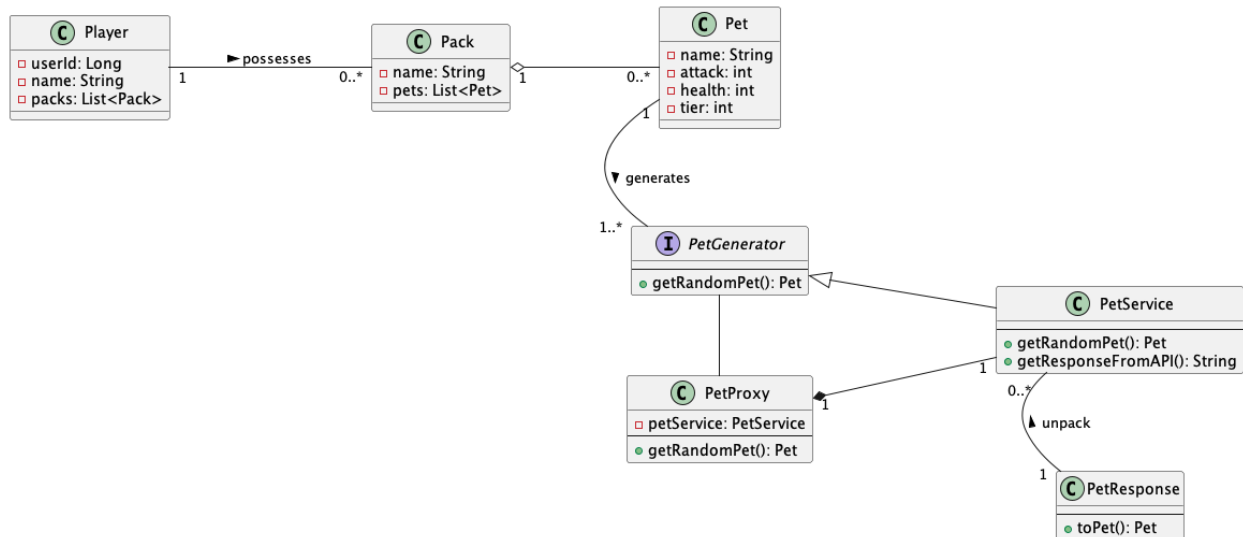 C Player
userId: Long
name: String
packs: List<Pack>
possesses
1
0..*
C Pack
name: String
pets: List<Pet>
1
0..*
C Pet
name: String
attack: int
health: int
tier: int
1
generates
1..*
I PetGenerator
getRandomPet(): Pet
C PetService
getRandomPet(): Pet
getResponseFromAPI(): String
1
0..*
C PetProxy
petService: PetService
getRandomPet(): Pet
1
unpack
1
C PetResponse
toPet(): Pet